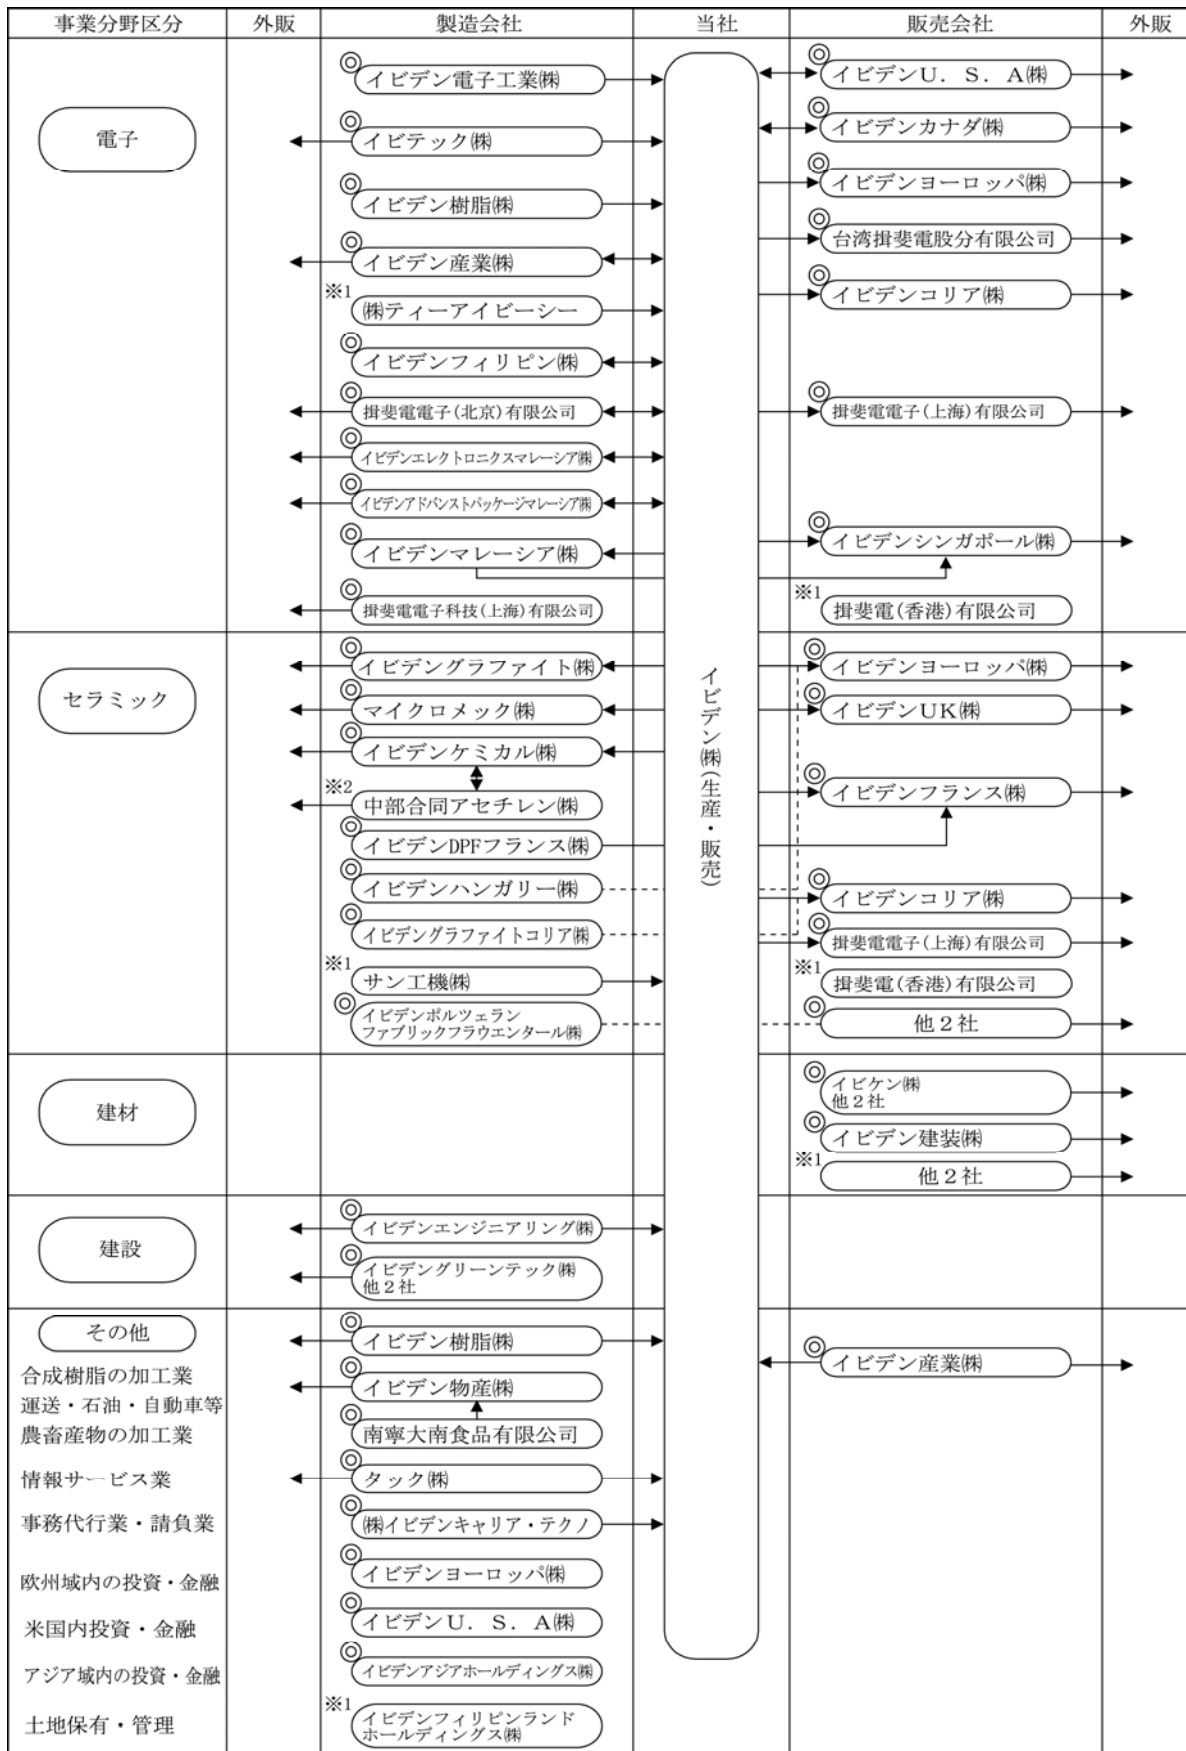 事業分野区分 外販 製造会社 当社 販売会社 外販
電子
◎
イビデン電子工業㈱
◎
イビテック㈱
◎
イビデン樹脂㈱
◎
イビデン産業㈱
※1
㈱ティーアイビーシー
◎
イビデンフィリピン㈱
◎
揖斐電電子(北京)有限公司
◎
イビデンエレクトロニクスマレーシア㈱
◎
イビデンアドバンストパッケージマレーシア㈱
◎
イビデンマレーシア㈱
◎
揖斐電電子科技(上海)有限公司
◎
イビデンU．S．A㈱
◎
イビデンカナダ㈱
◎
イビデンヨーロッパ㈱
◎
台湾揖斐電股分有限公司
◎
イビデンコリア㈱
◎
揖斐電電子(上海)有限公司
◎
イビデンシンガポール㈱
※1
揖斐電(香港)有限公司
イビデン㈱(生産・販売)
セラミック
◎
イビデングラファイト㈱
◎
マイクロメック㈱
◎
イビデンケミカル㈱
※2
中部合同アセチレン㈱
◎
イビデンDPFフランス㈱
◎
イビデンハンガリー㈱
◎
イビデングラファイトコリア㈱
※1
サン工機㈱
◎
イビデンポルツェラン
ファブリックフラウエンタール㈱
◎
イビデンヨーロッパ㈱
◎
イビデンUK㈱
◎
イビデンフランス㈱
◎
イビデンコリア㈱
◎
揖斐電電子(上海)有限公司
※1
揖斐電(香港)有限公司
◎
他２社
建材
◎
イビケン㈱
他２社
◎
イビデン建装㈱
※1
他２社
建設
◎
イビデンエンジニアリング㈱
◎
イビデングリーンテック㈱
他２社
その他
◎
イビデン樹脂㈱
◎
イビデン産業㈱
合成樹脂の加工業
◎
イビデン物産㈱
運送・石油・自動車等
◎
南寧大南食品有限公司
農畜産物の加工業
◎
タック㈱
情報サービス業
◎
㈱イビデンキャリア・テクノ
事務代行業・請負業
◎
イビデンヨーロッパ㈱
欧州域内の投資・金融
◎
イビデンU．S．A㈱
米国内投資・金融
◎
イビデンアジアホールディングス㈱
アジア域内の投資・金融
※1
イビデンフィリピンランド
ホールディングス㈱
土地保有・管理